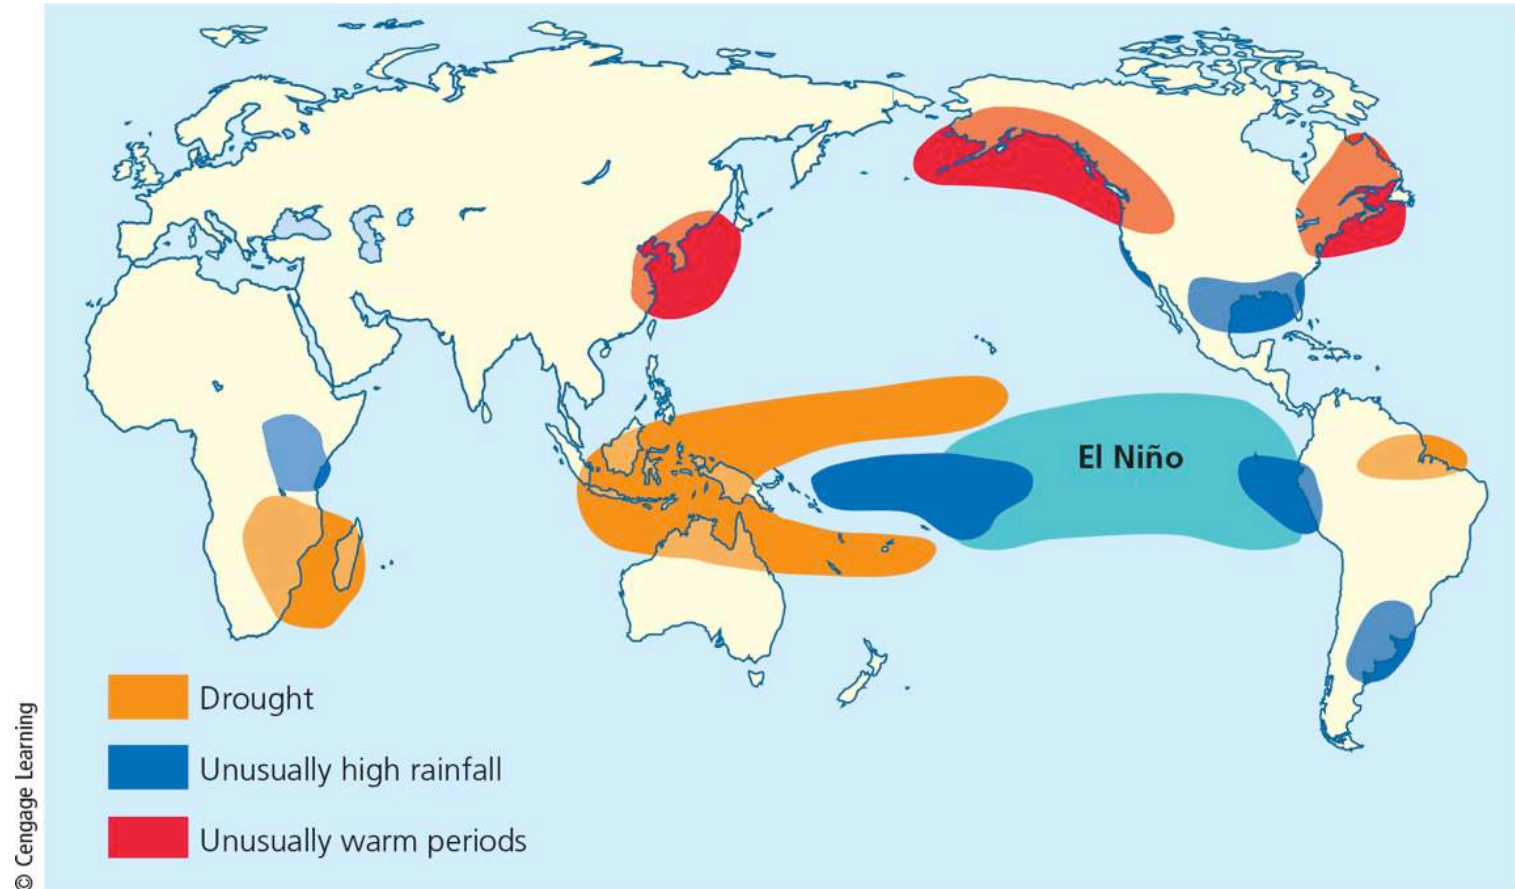 El Niño
Drought
Unusually high rainfall
Unusually warm periods
© Cengage Learning